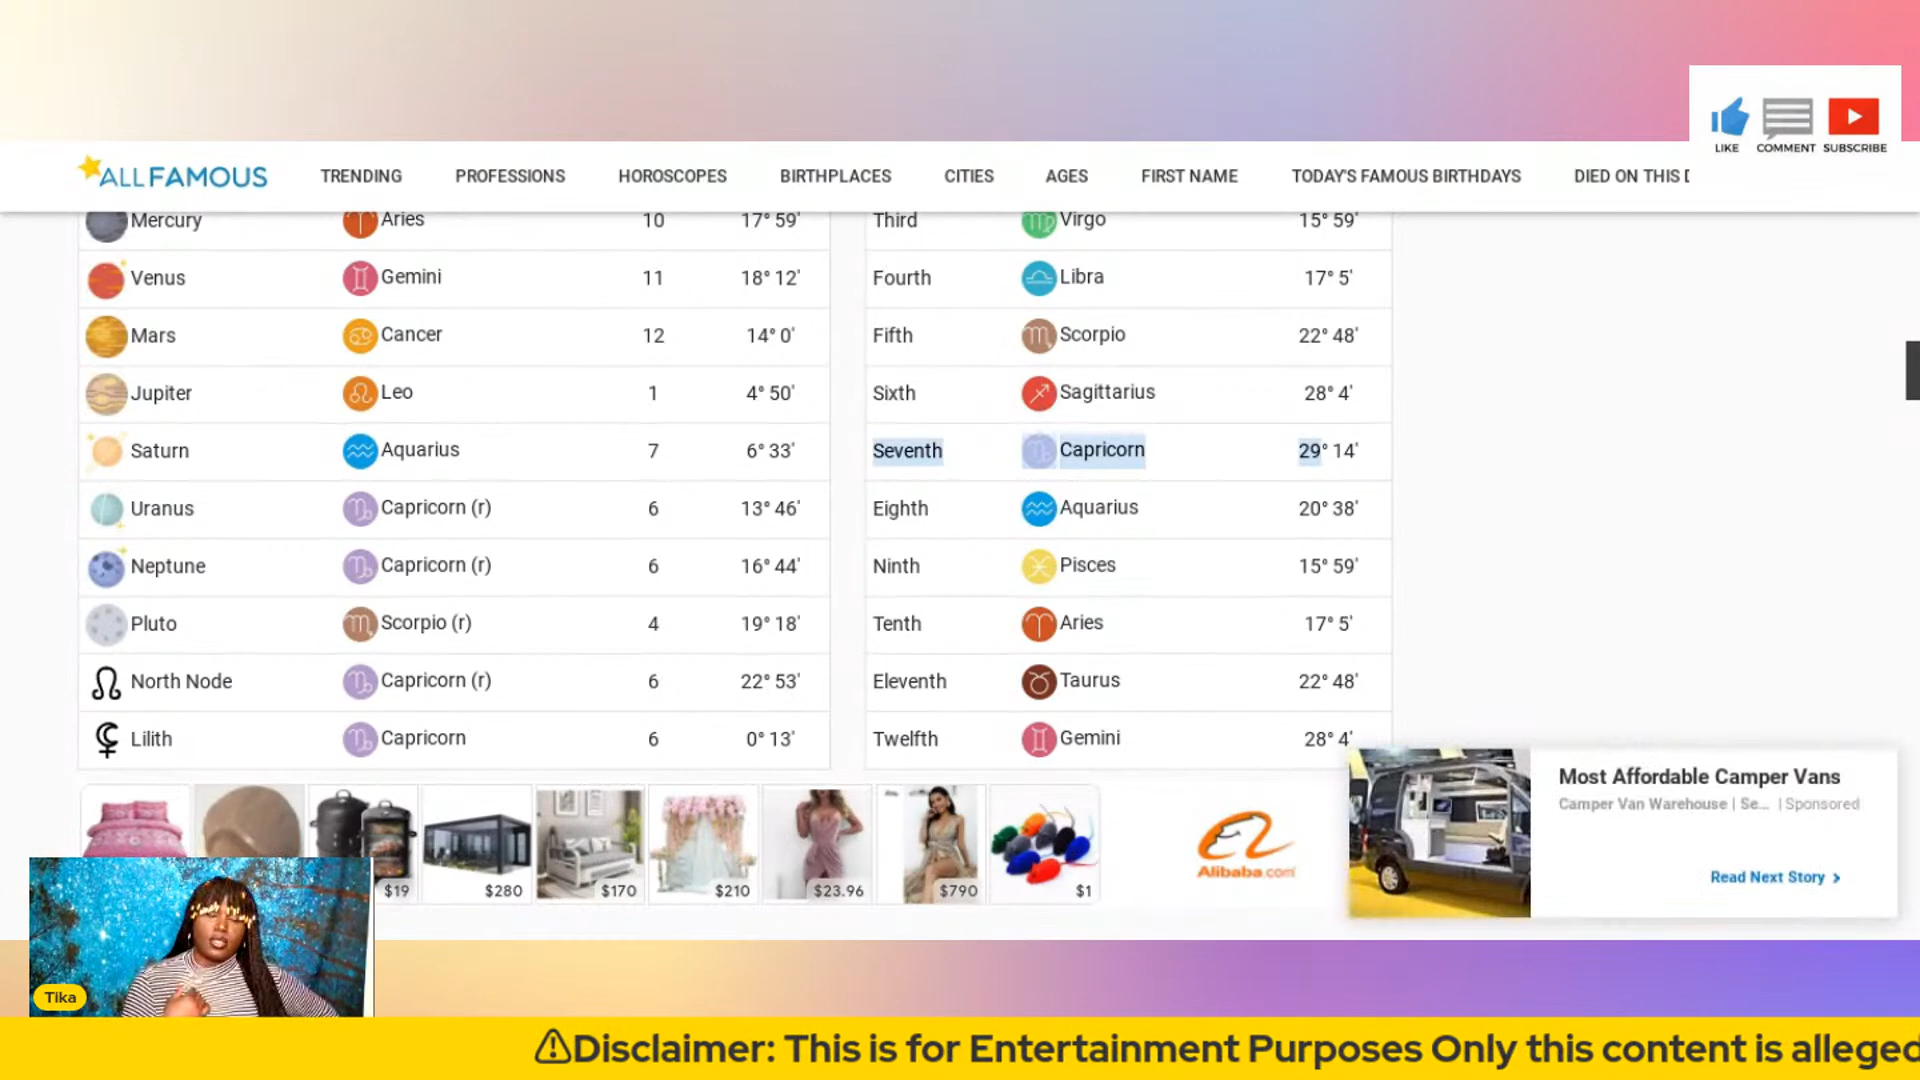 LIKE COMMENT SUBSCRIBE
ALLFAMOUS TRENDING PROFESSIONS HOROSCOPES BIRTHPLACES CITIES AGES FIRST NAME TODAY'S FAMOUS BIRTHDAYS DIED ON THIS D
Mercury Aries 10 17° 59'
Venus Gemini 11 18° 12'
Mars Cancer 12 14° 0'
Jupiter Leo 1 4° 50'
Saturn Aquarius 7 6° 33'
Uranus Capricorn (r) 6 13° 46'
Neptune Capricorn (r) 6 16° 44'
Pluto Scorpio (r) 4 19° 18'
North Node Capricorn (r) 6 22° 53'
Lilith Capricorn 6 0° 13'
Third Virgo 15° 59'
Fourth Libra 17° 5'
Fifth Scorpio 22° 48'
Sixth Sagittarius 28° 4'
Seventh Capricorn 29° 14'
Eighth Aquarius 20° 38'
Ninth Pisces 15° 59'
Tenth Aries 17° 5'
Eleventh Taurus 22° 48'
Twelfth Gemini 28° 4'
$19 $280 $170 $210 $23.96 $790 $1
Alibaba.com
Most Affordable Camper Vans
Camper Van Warehouse | Se... | Sponsored
Read Next Story
Tika
Disclaimer: This is for Entertainment Purposes Only this content is alleged